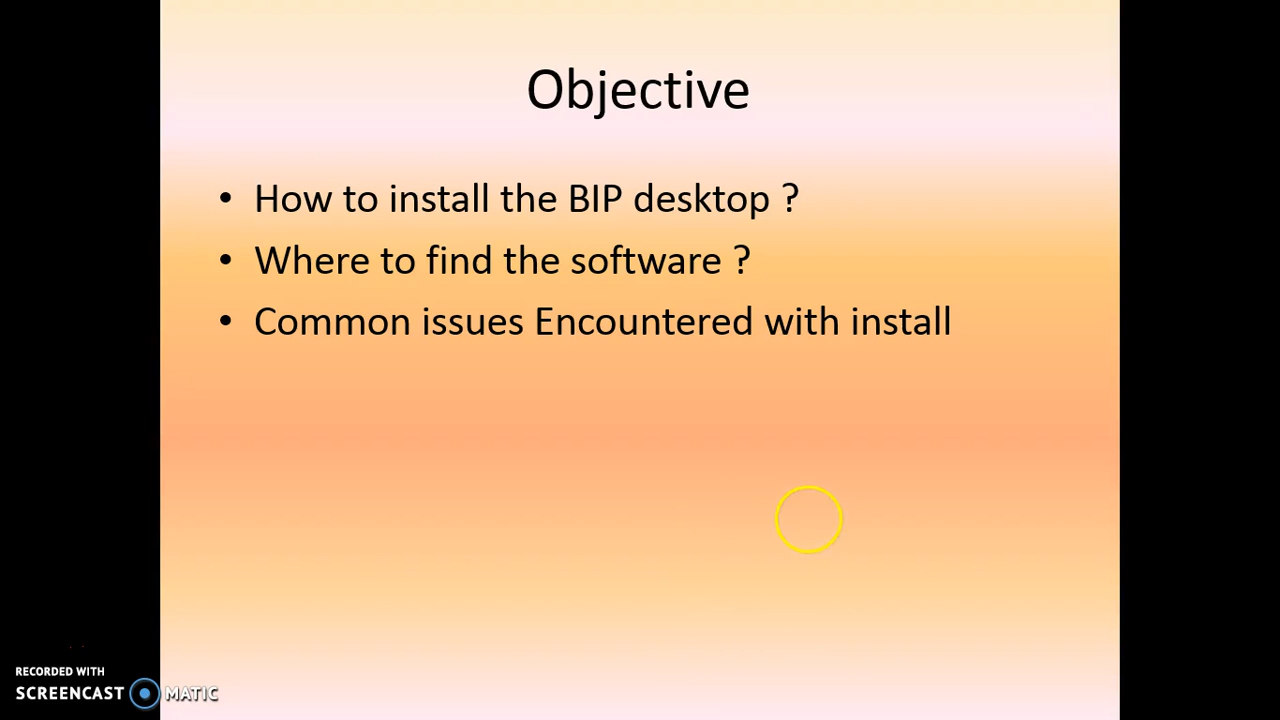 Objective
• How to install the BIP desktop ?
• Where to find the software ?
• Common issues Encountered with install
RECORDED WITH
SCREENCAST MATIC